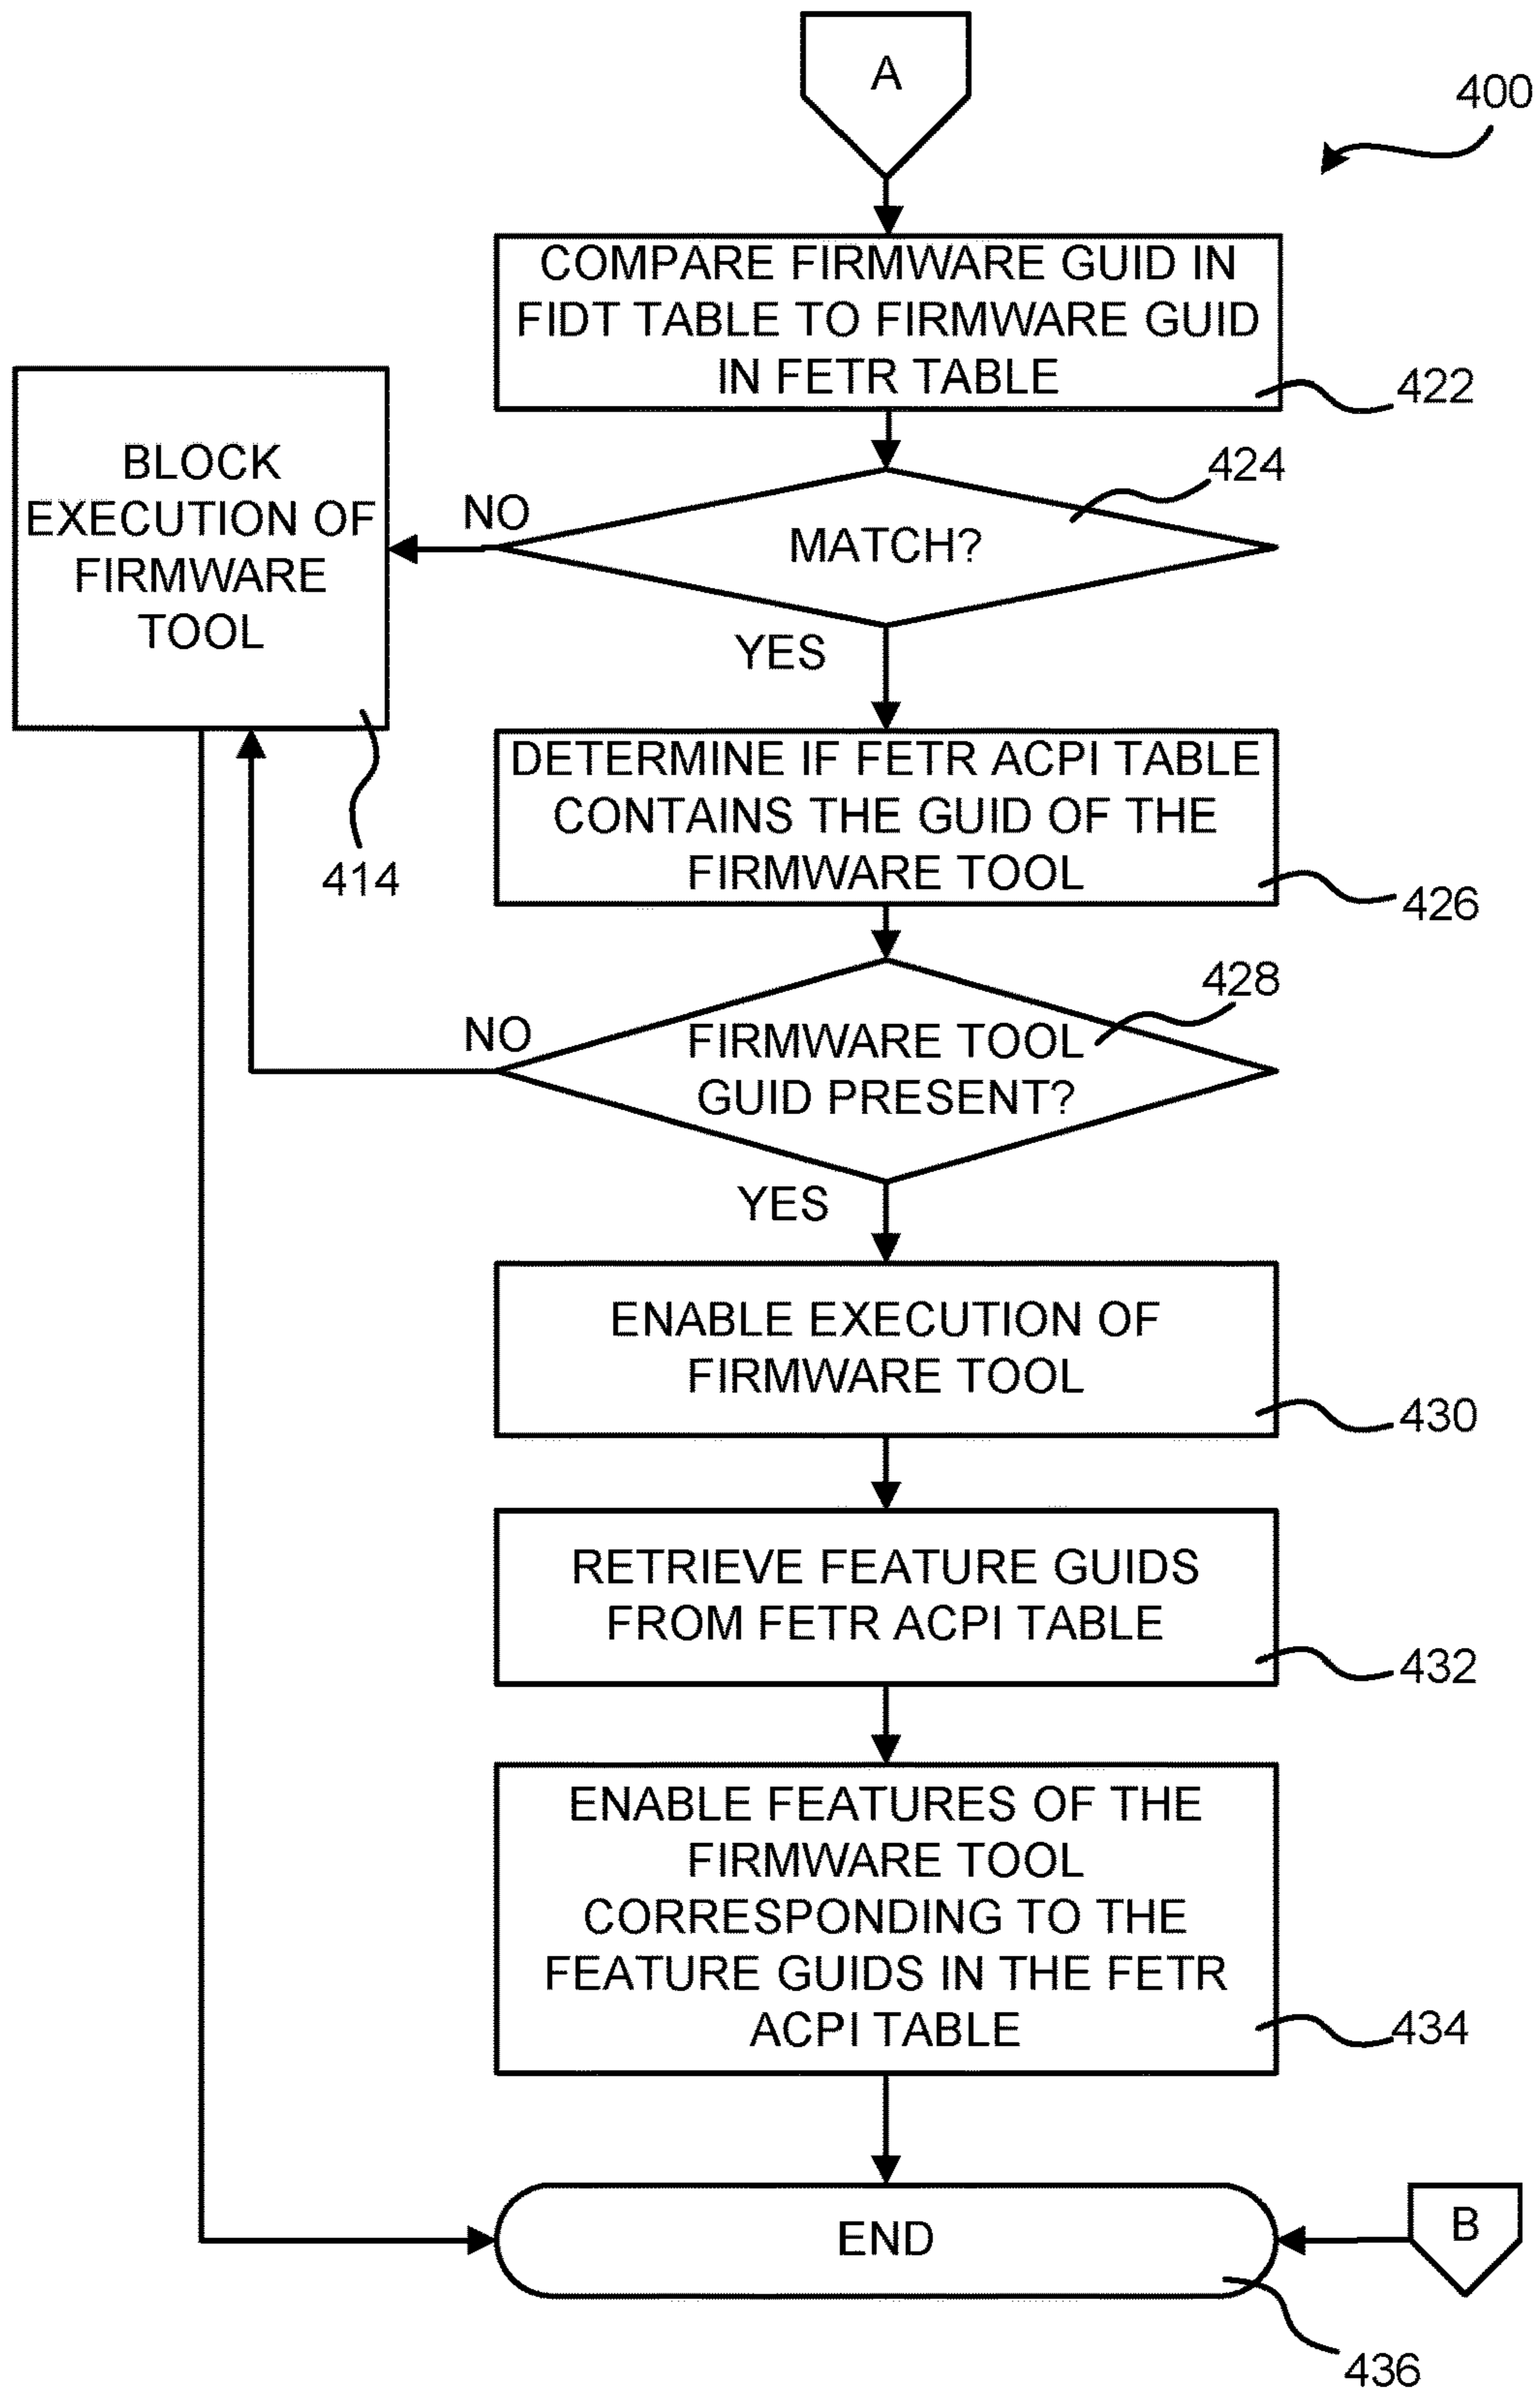 A
400
COMPARE FIRMWARE GUID IN
FIDT TABLE TO FIRMWARE GUID
IN FETR TABLE
422
BLOCK
EXECUTION OF
FIRMWARE
TOOL
414
424
NO
MATCH?
YES
DETERMINE IF FETR ACPI TABLE
CONTAINS THE GUID OF THE
FIRMWARE TOOL
426
428
NO
FIRMWARE TOOL
GUID PRESENT?
YES
ENABLE EXECUTION OF
FIRMWARE TOOL
430
RETRIEVE FEATURE GUIDS
FROM FETR ACPI TABLE
432
ENABLE FEATURES OF THE
FIRMWARE TOOL
CORRESPONDING TO THE
FEATURE GUIDS IN THE FETR
ACPI TABLE
434
END
B
436